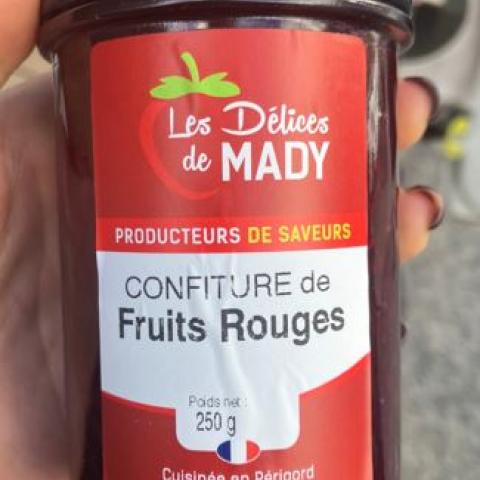 Les Délices
de MADY
PRODUCTEURS DE SAVEURS
CONFITURE de
Fruits Rouges
Poids net :
250 g
Cuisinée en Périgord